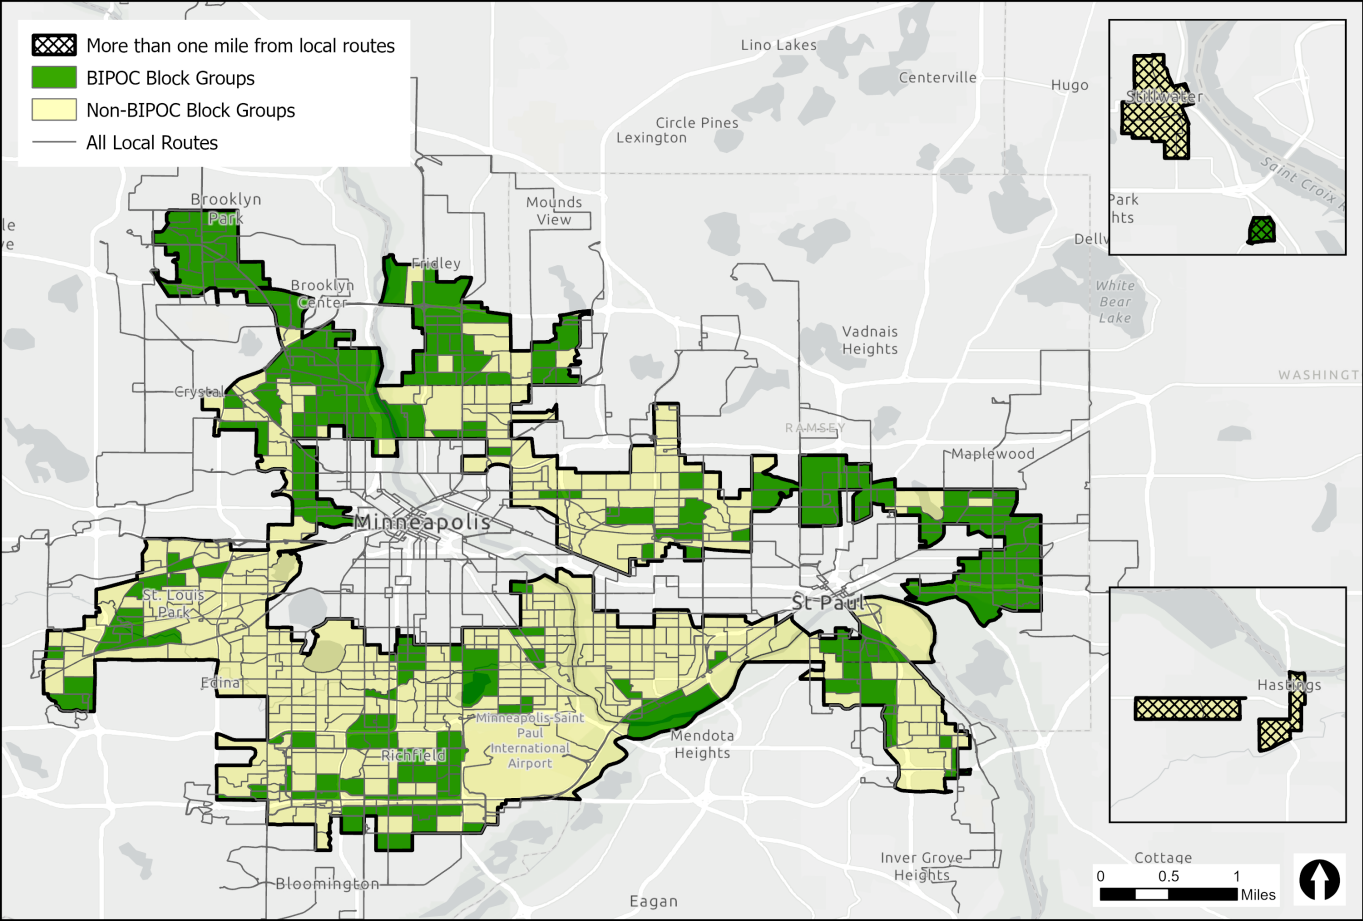 More than one mile from local routes
BIPOC Block Groups
Non-BIPOC Block Groups
All Local Routes
Lino Lakes
Centerville
Hugo
Circle Pines
Lexington
Stillwater
Saint Croix
Park
hts
Brooklyn
Park
Mounds
View
le
ve
Dellw
Fridley
Brooklyn
Center
White
Bear
Lake
Vadnais
Heights
WASHINGT
Crystal
RAMSEY
Maplewood
Minneapolis
St. Louis
Park
St Paul
Edina
Hastings
Minneapolis-Saint
Paul
International
Airport
Mendota
Heights
Richfield
Bloomington
Inver Grove
Heights
Cottage
Eagan
0 0.5 1
Miles